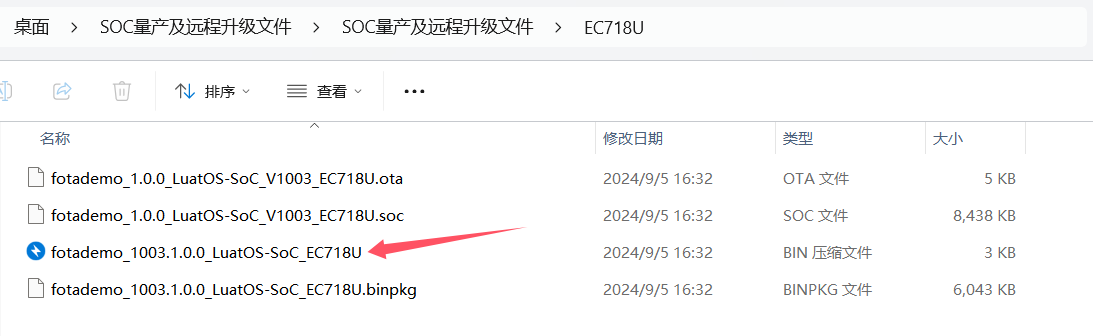 桌面 > SOC量产及远程升级文件 > SOC量产及远程升级文件 > EC718U
排序 查看
名称 修改日期 类型 大小
fotademo_1.0.0_LuatOS-SoC_V1003_EC718U.ota 2024/9/5 16:32 OTA 文件 5 KB
fotademo_1.0.0_LuatOS-SoC_V1003_EC718U.soc 2024/9/5 16:32 SOC 文件 8,438 KB
fotademo_1003.1.0.0_LuatOS-SoC_EC718U 2024/9/5 16:32 BIN 压缩文件 3 KB
fotademo_1003.1.0.0_LuatOS-SoC_EC718U.binpkg 2024/9/5 16:32 BINPKG 文件 6,043 KB